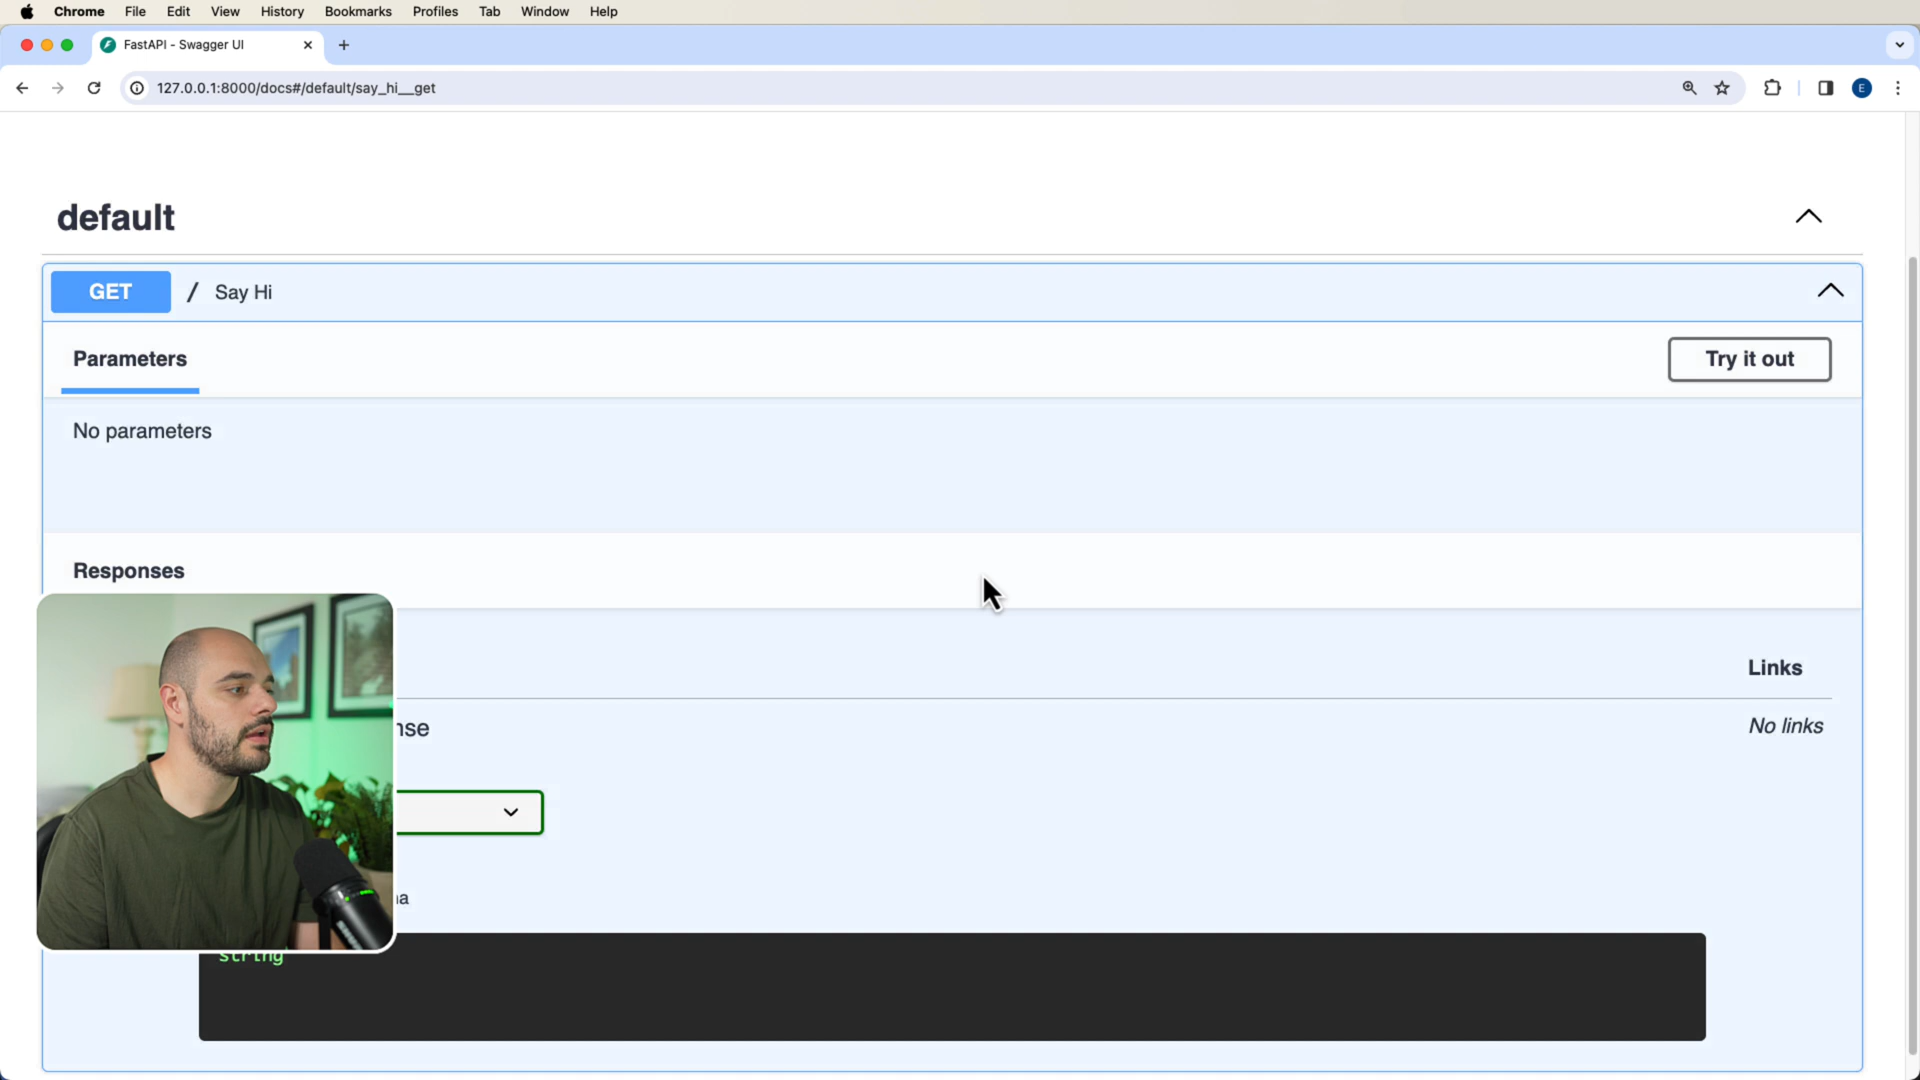 Chrome File Edit View History Bookmarks Profiles Tab Window Help
FastAPI - Swagger UI
127.0.0.1:8000/docs#/default/say_hi__get
E
default
GET / Say Hi
Parameters
Try it out
No parameters
Responses
Links
nse
No links
na
string